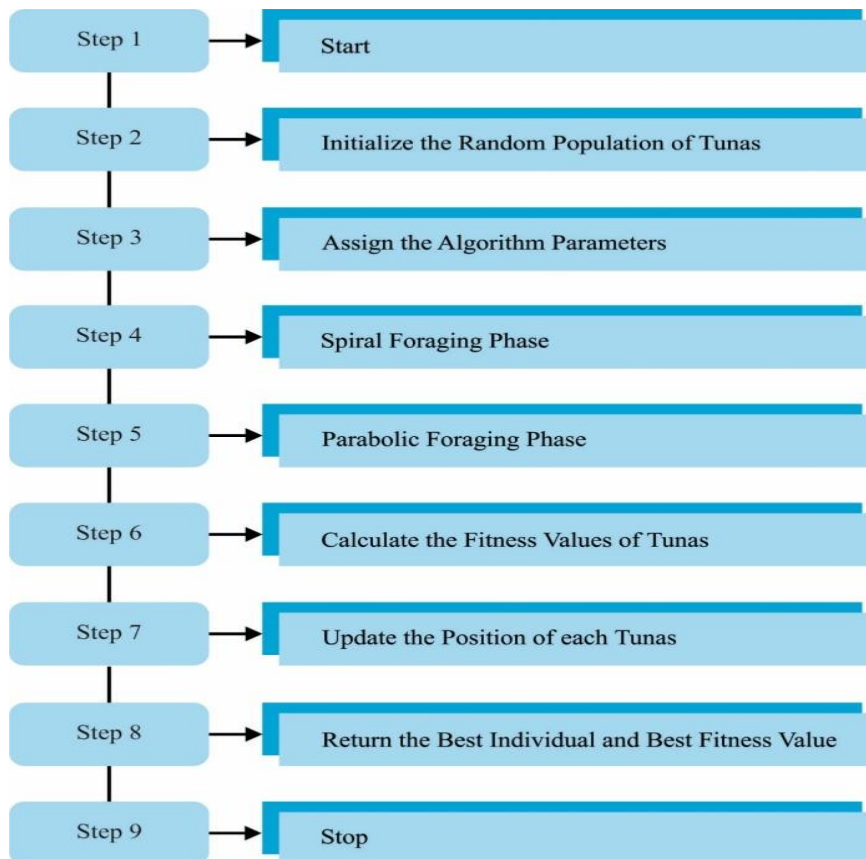 Step 1
Start
Step 2
Initialize the Random Population of Tunas
Step 3
Assign the Algorithm Parameters
Step 4
Spiral Foraging Phase
Step 5
Parabolic Foraging Phase
Step 6
Calculate the Fitness Values of Tunas
Step 7
Update the Position of each Tunas
Step 8
Return the Best Individual and Best Fitness Value
Step 9
Stop